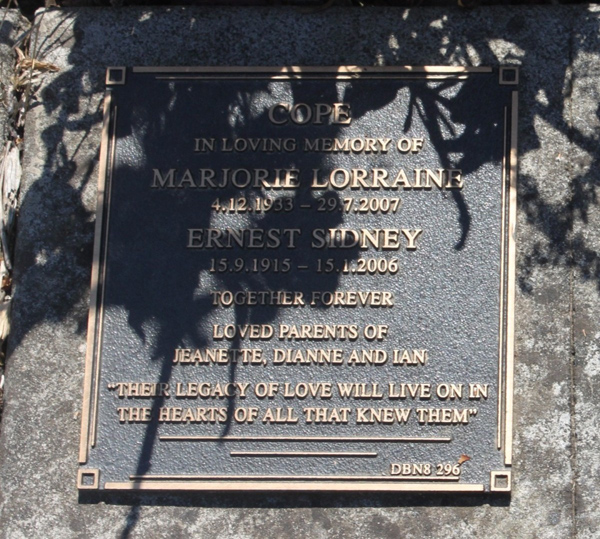 COPE
IN LOVING MEMORY OF
MARJORIE LORRAINE
4.12.1933 – 29.7.2007
ERNEST SIDNEY
15.9.1915 – 15.1.2006
TOGETHER FOREVER
LOVED PARENTS OF
JEANETTE, DIANNE AND IAN
“THEIR LEGACY OF LOVE WILL LIVE ON IN
THE HEARTS OF ALL THAT KNEW THEM”
DBN8 296